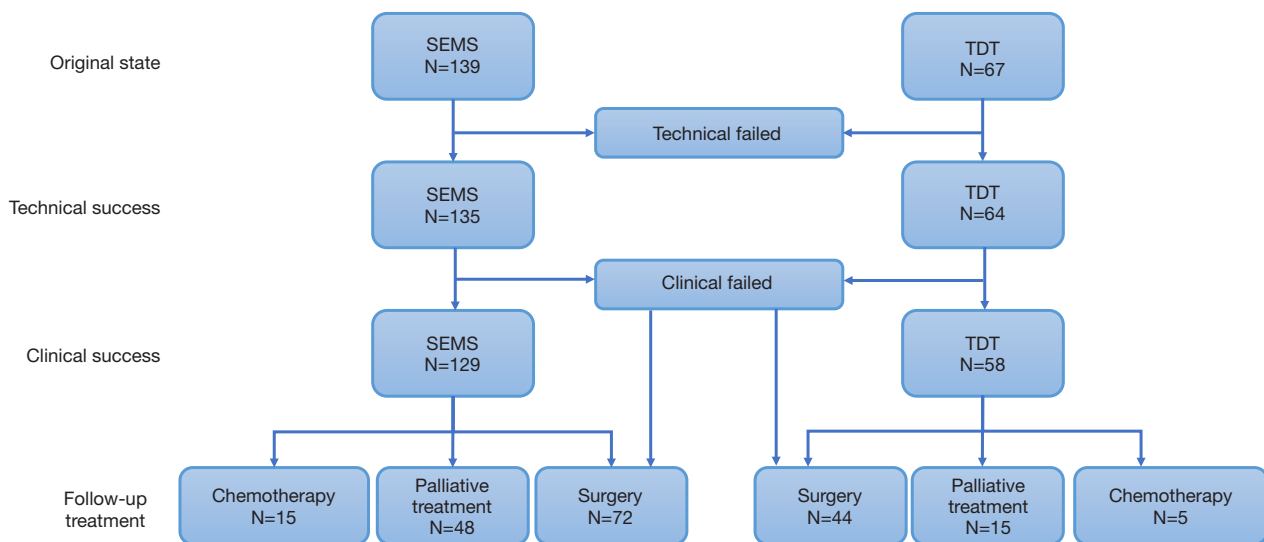 Original state
SEMS
N=139
TDT
N=67
Technical failed
Technical success
SEMS
N=135
TDT
N=64
Clinical failed
Clinical success
SEMS
N=129
TDT
N=58
Follow-up
treatment
Chemotherapy
N=15
Palliative
treatment
N=48
Surgery
N=72
Surgery
N=44
Palliative
treatment
N=15
Chemotherapy
N=5